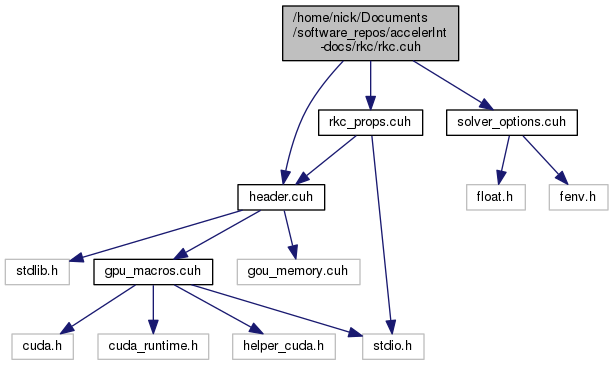 /home/nick/Documents
/software_repos/accelerInt
-docs/rkc/rkc.cuh
rkc_props.cuh
solver_options.cuh
header.cuh
float.h
fenv.h
stdlib.h
gpu_macros.cuh
gou_memory.cuh
cuda.h
cuda_runtime.h
helper_cuda.h
stdio.h